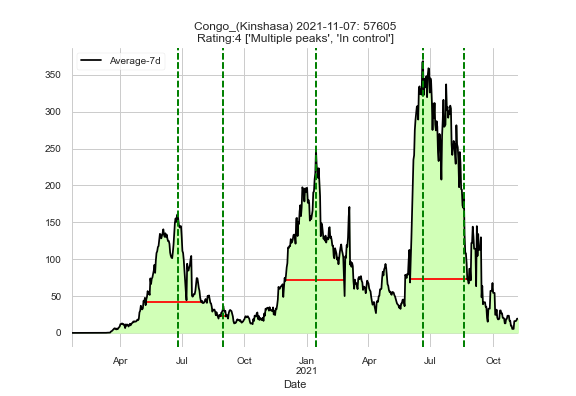 Congo_(Kinshasa) 2021-11-07: 57605
Rating:4 ['Multiple peaks', 'In control']
Average-7d
350
300
250
200
150
100
50
0
Apr Jul Oct Jan Apr Jul Oct
2021
Date